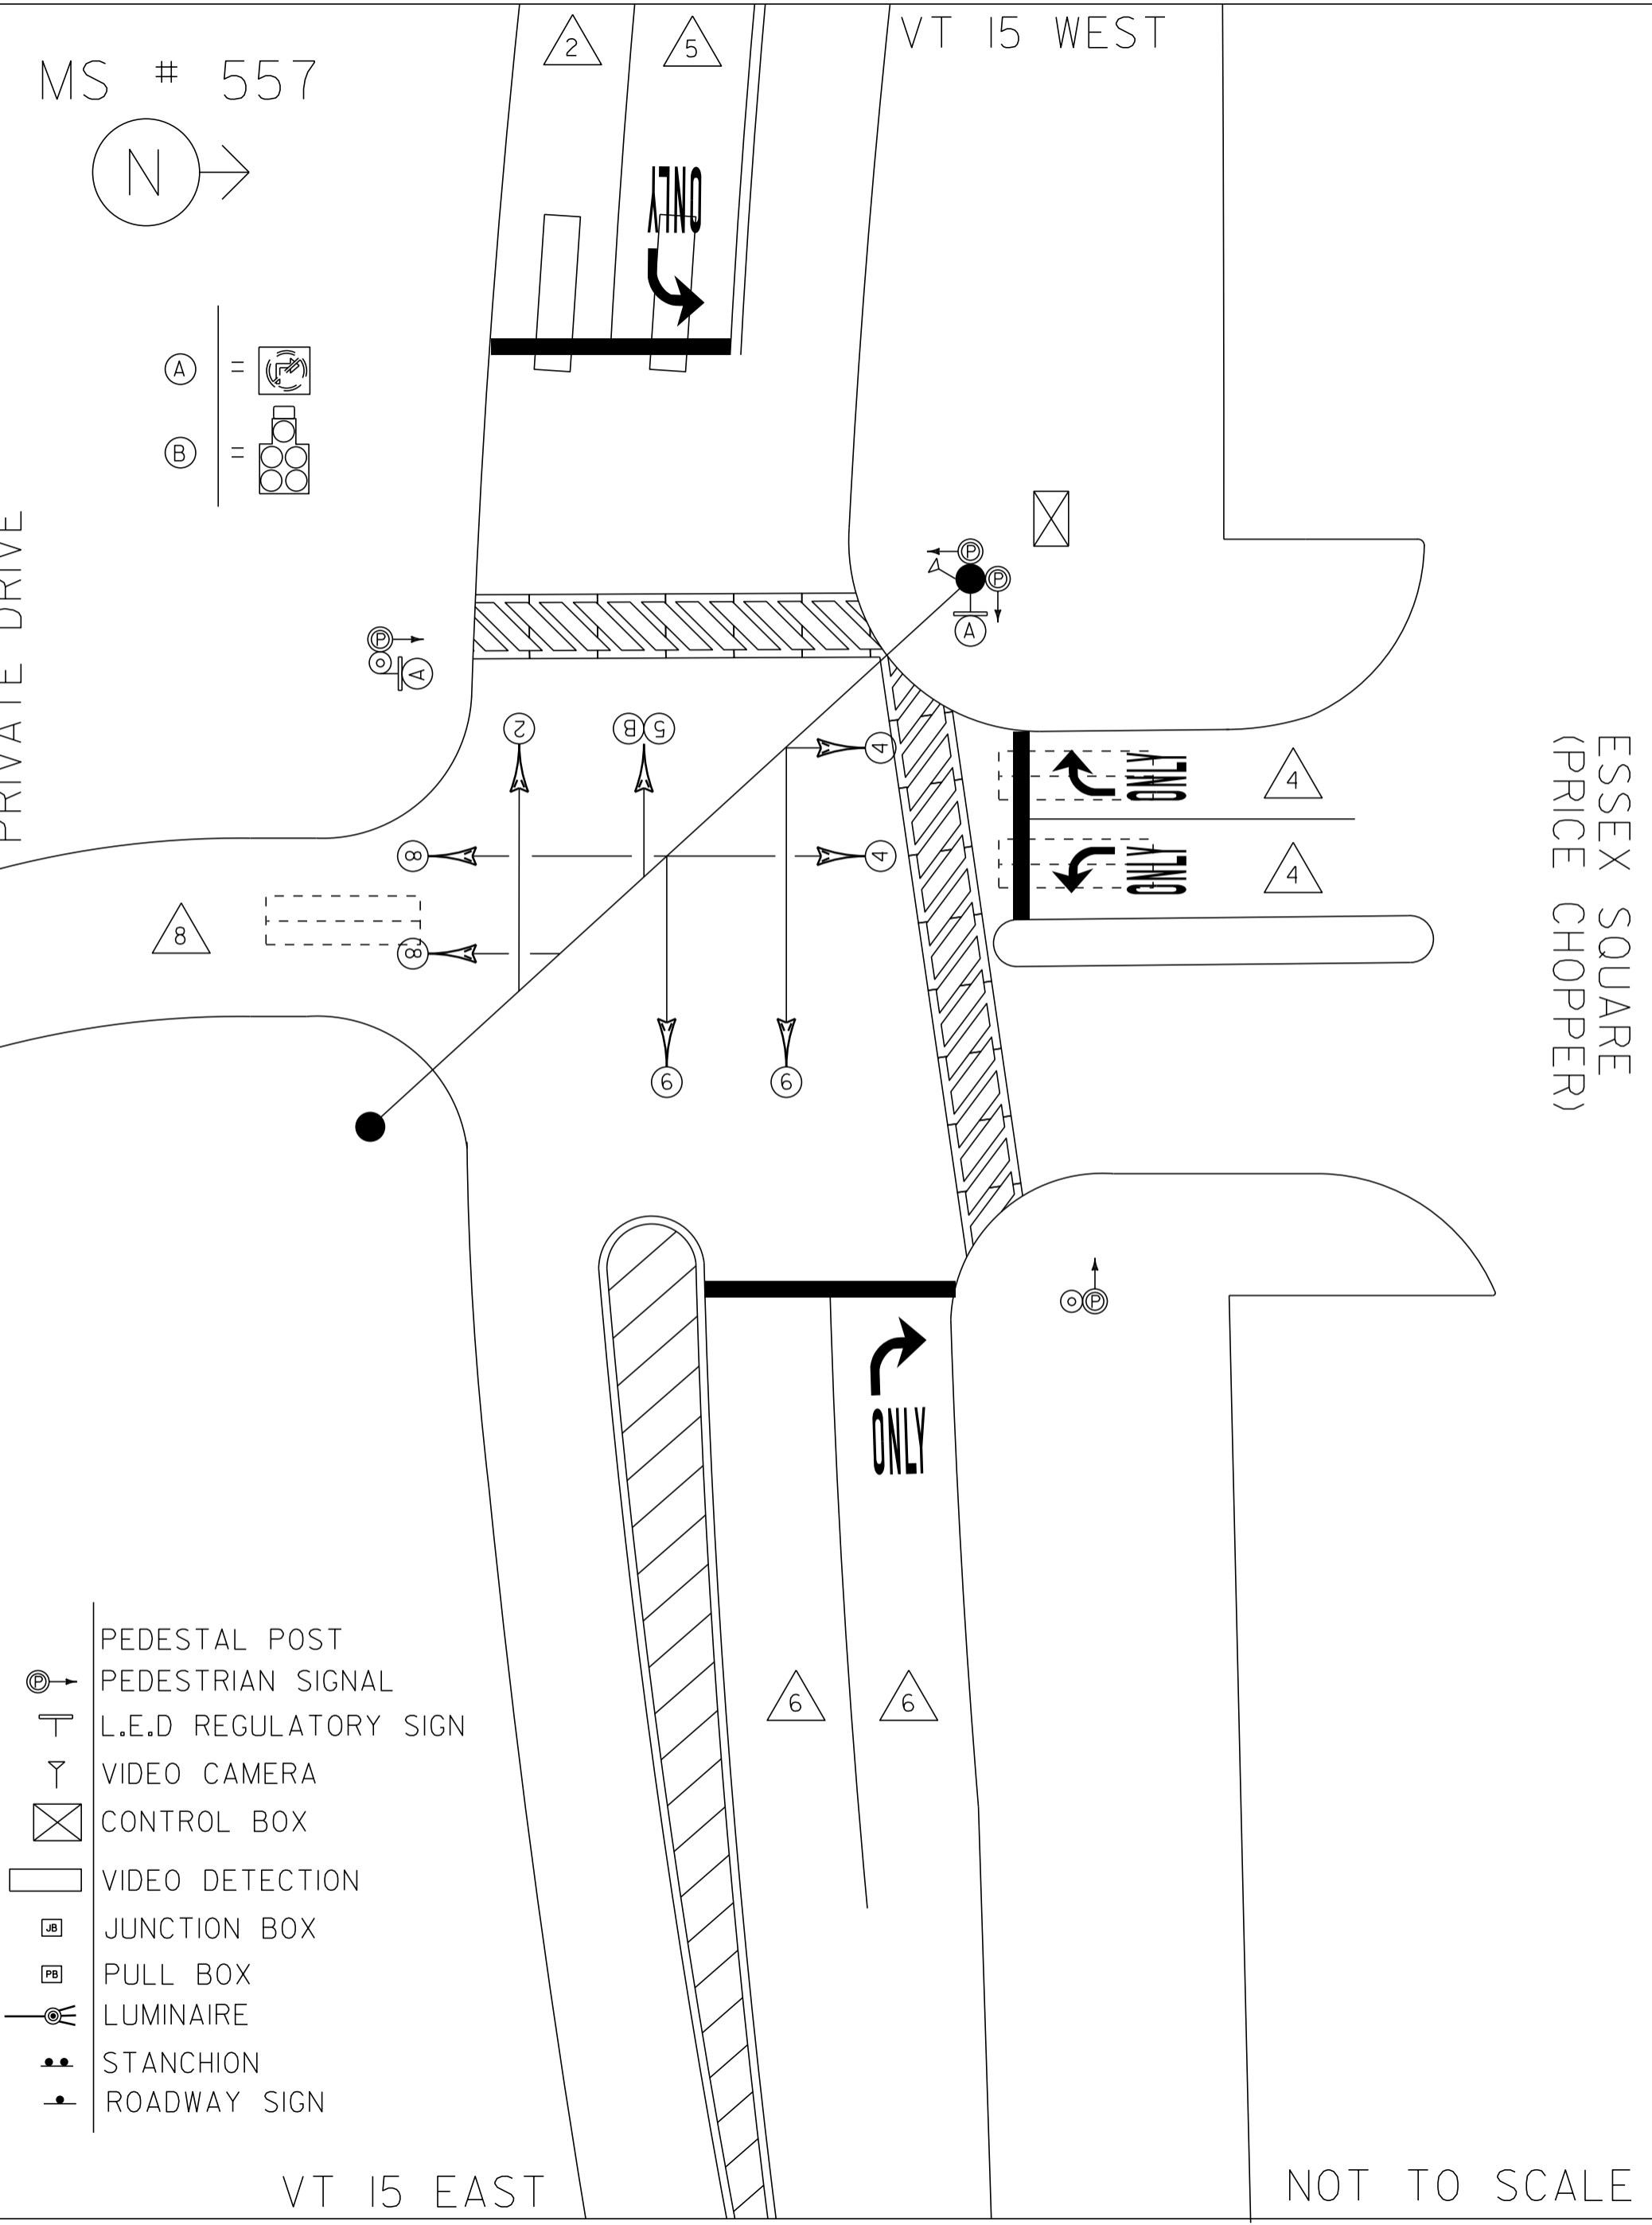 VT 15 WEST
MS # 557
N
2
5
ONLY
A =
B =
PRIVATE DRIVE
P
P
A
P
A
2
B 5
4
8
4
8
6
6
8
ONLY
4
ONLY
4
ESSEX SQUARE
(PRICE CHOPPER)
P
ONLY
6
6
PEDESTAL POST
P PEDESTRIAN SIGNAL
L.E.D REGULATORY SIGN
VIDEO CAMERA
CONTROL BOX
VIDEO DETECTION
JB JUNCTION BOX
PB PULL BOX
LUMINAIRE
STANCHION
ROADWAY SIGN
VT 15 EAST
NOT TO SCALE